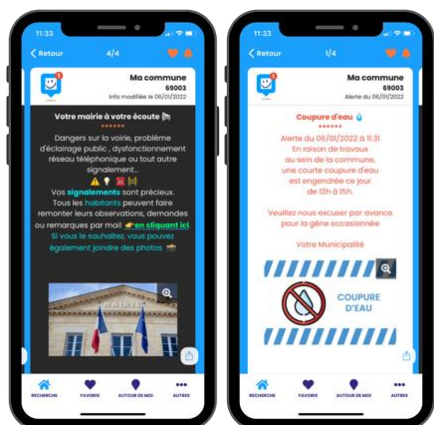 11:33
Retour
4/4
Ma commune
69003
Info modifiée le 06/01/2022
Votre mairie à votre écoute
Dangers sur la voirie, problème
d'éclairage public , dysfonctionnement
réseau téléphonique ou tout autre
signalement...
Vos signalements sont précieux.
Tous les habitants peuvent faire
remonter leurs observations, demandes
ou remarques par mail en cliquant ici
Si vous le souhaitez, vous pouvez
également joindre des photos
MAIRIE
RECHERCHE
FAVORIS
AUTOUR DE MOI
AUTRES
11:33
Retour
1/4
Ma commune
69003
Alerte du 06/01/2022
Coupure d'eau
Alerte du 06/01/2022 à 11:31
En raison de travaux
au sein de la commune,
une courte coupure d'eau
est engendrée ce jour
de 13h à 15h.
Veuillez nous excuser par avance
pour la gêne occasionnée
Votre Municipalité
COUPURE
D'EAU
RECHERCHE
FAVORIS
AUTOUR DE MOI
AUTRES